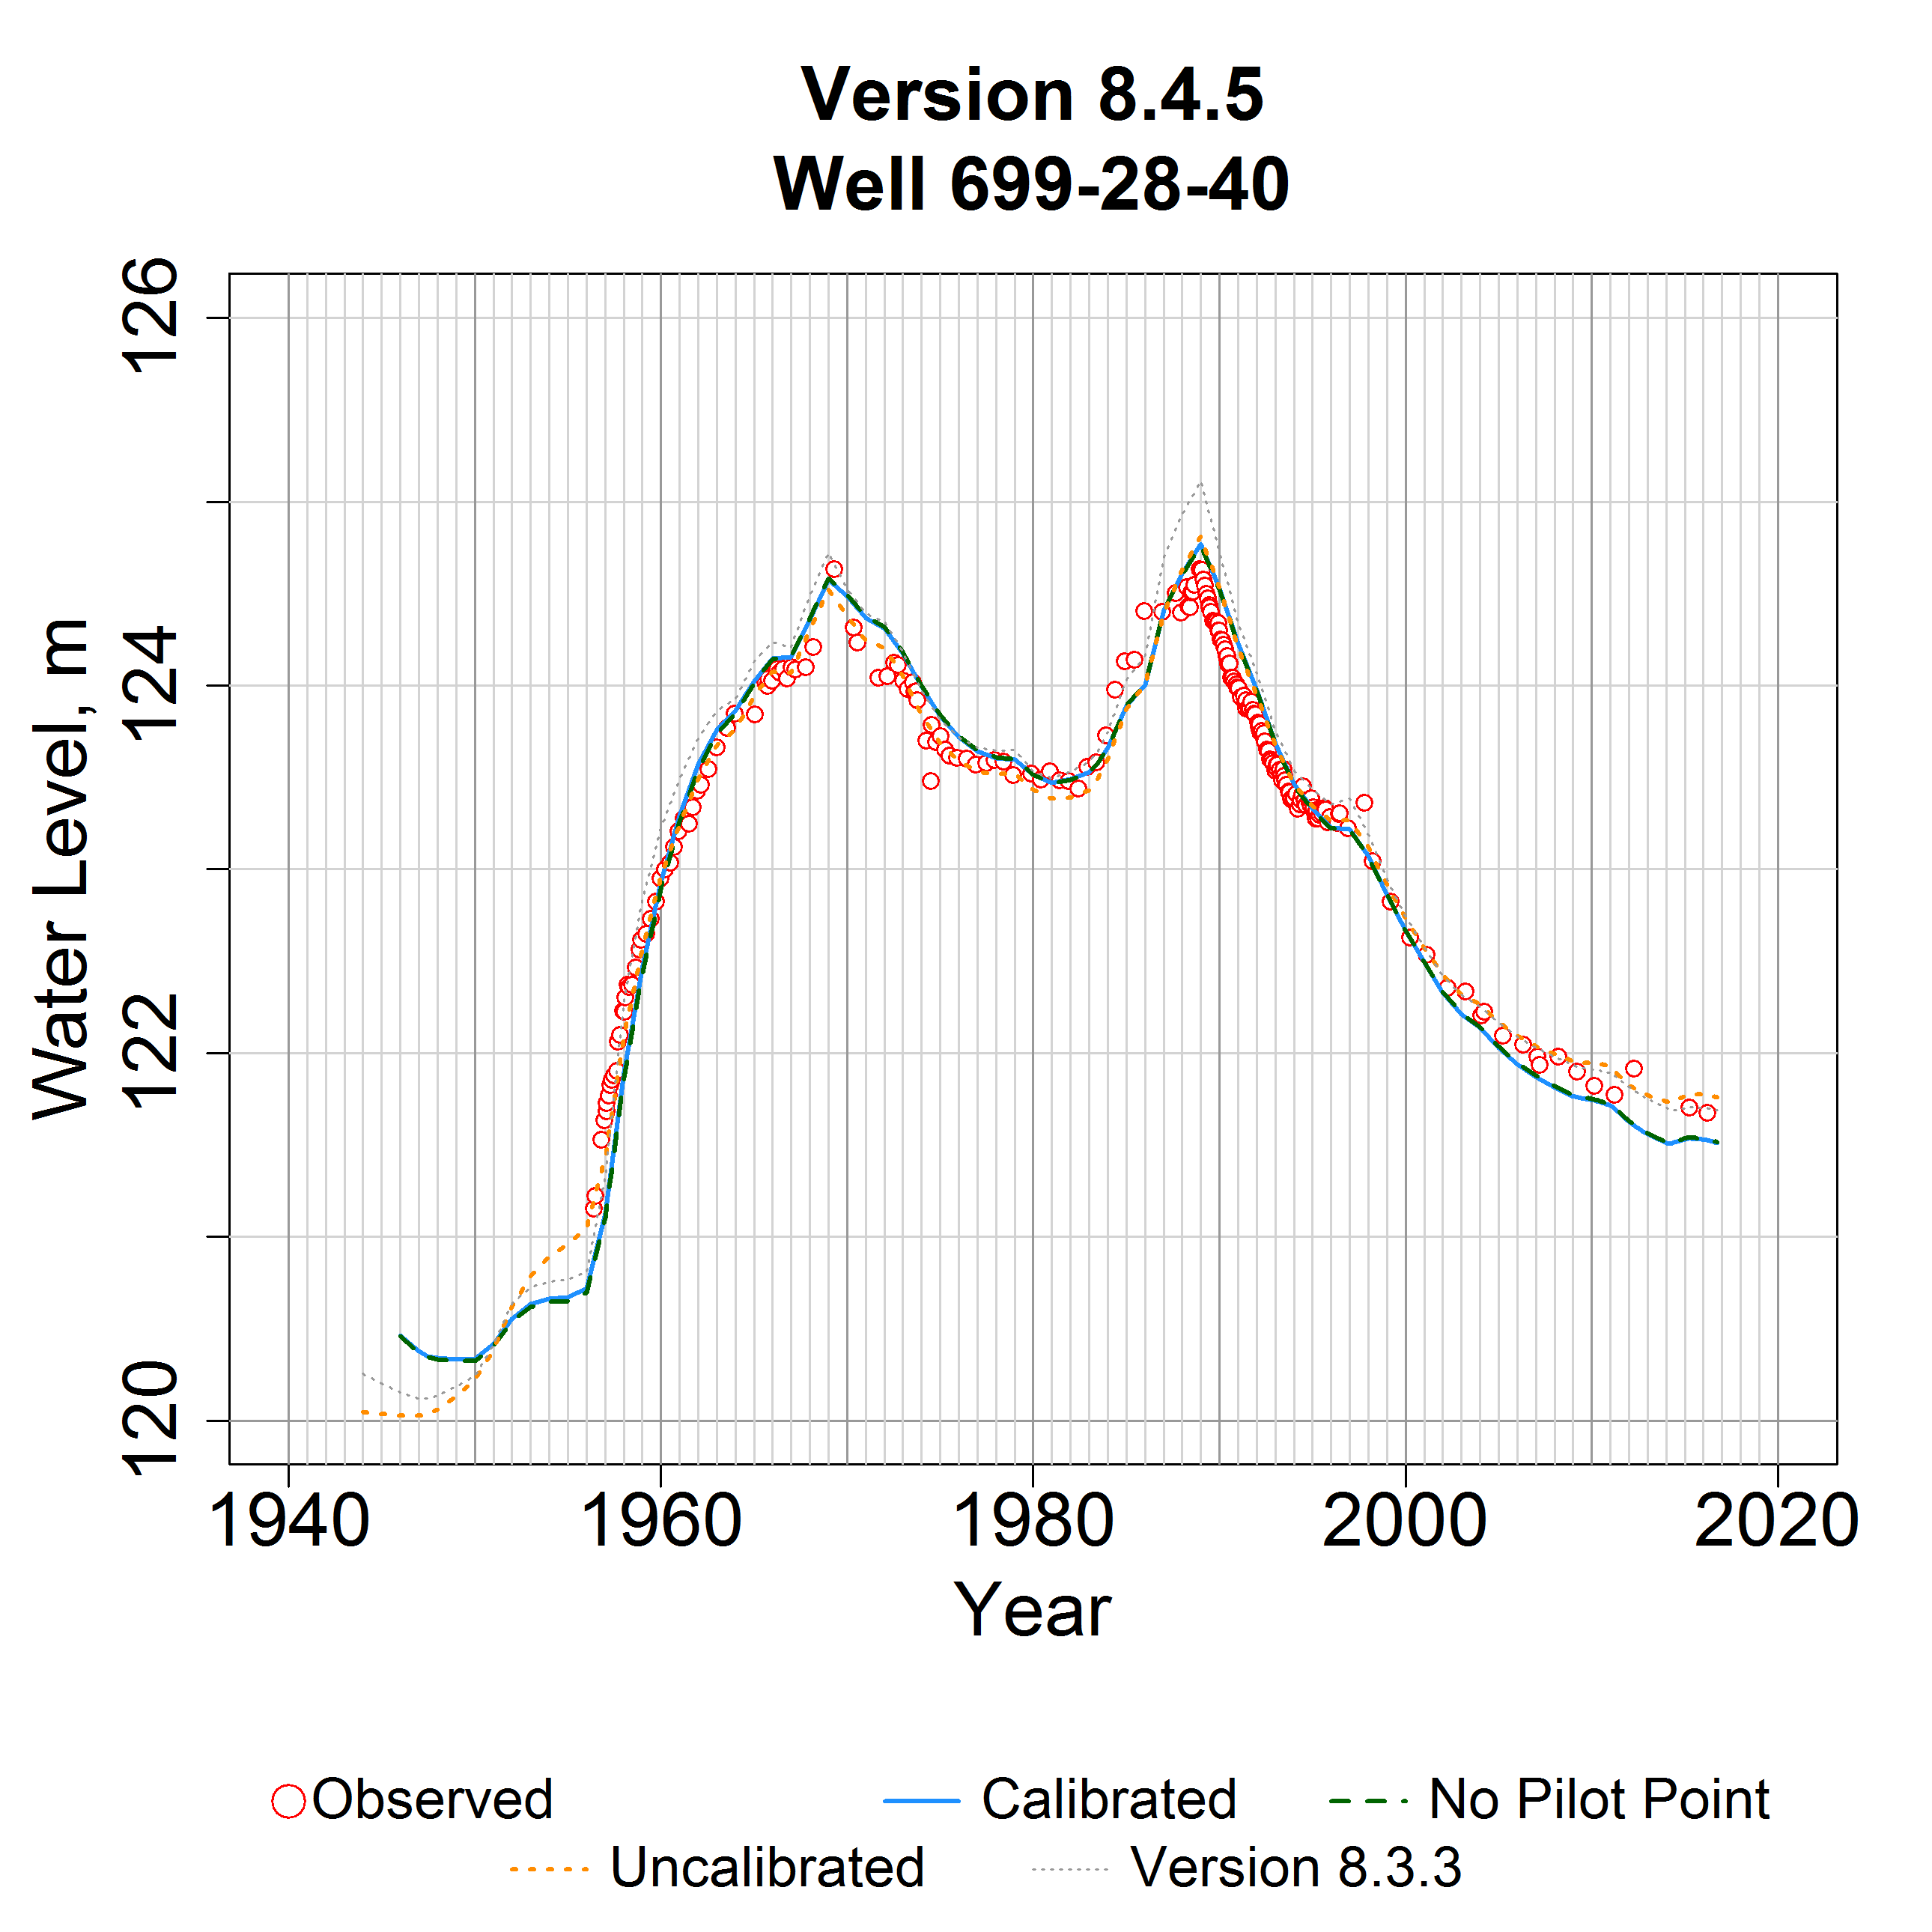 Version 8.4.5
Well 699-28-40
126
124
122
120
Water Level, m
1940 1960 1980 2000 2020
Year
Observed Calibrated No Pilot Point
Uncalibrated Version 8.3.3